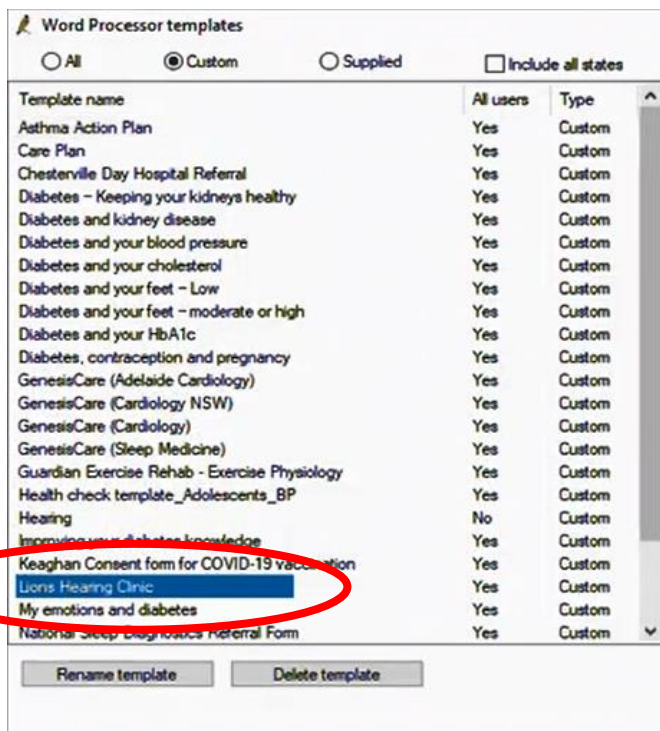 Word Processor templates
All Custom Supplied Include all states
Template name All users Type
Asthma Action Plan Yes Custom
Care Plan Yes Custom
Chesterville Day Hospital Referral Yes Custom
Diabetes – Keeping your kidneys healthy Yes Custom
Diabetes and kidney disease Yes Custom
Diabetes and your blood pressure Yes Custom
Diabetes and your cholesterol Yes Custom
Diabetes and your feet – Low Yes Custom
Diabetes and your feet – moderate or high Yes Custom
Diabetes and your HbA1c Yes Custom
Diabetes, contraception and pregnancy Yes Custom
GenesisCare (Adelaide Cardiology) Yes Custom
GenesisCare (Cardiology NSW) Yes Custom
GenesisCare (Cardiology) Yes Custom
GenesisCare (Sleep Medicine) Yes Custom
Guardian Exercise Rehab - Exercise Physiology Yes Custom
Health check template_Adolescents_BP Yes Custom
Hearing No Custom
Improving your diabetes knowledge Yes Custom
Keaghan Consent form for COVID-19 vaccination Yes Custom
Lions Hearing Clinic Yes Custom
My emotions and diabetes Yes Custom
National Sleep Diagnostics Referral Form Yes Custom
Rename template Delete template